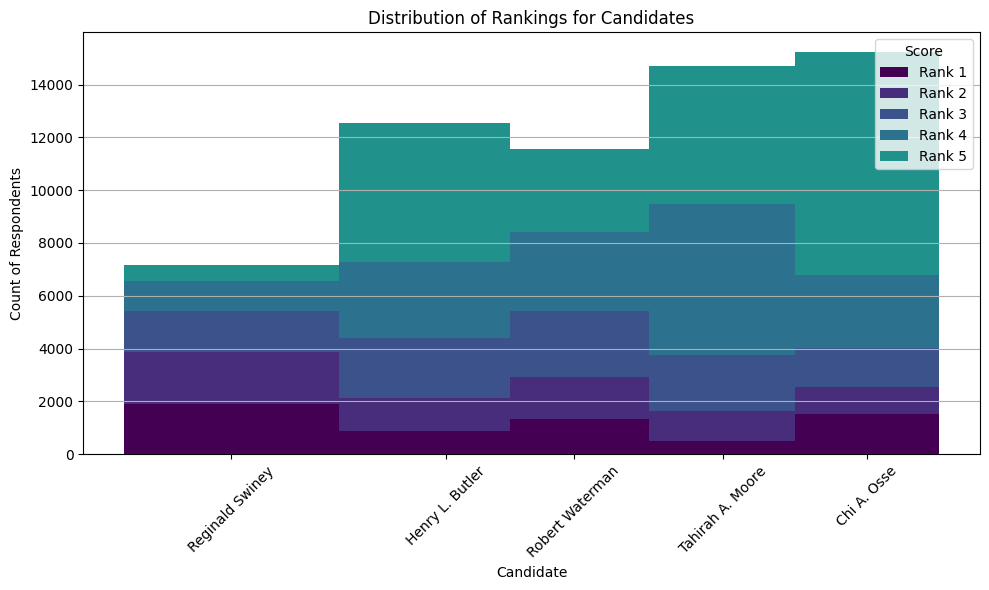 Distribution of Rankings for Candidates
Score
Rank 1
Rank 2
Rank 3
Rank 4
Rank 5
Count of Respondents
14000
12000
10000
8000
6000
4000
2000
0
Reginald Swiney
Henry L. Butler
Robert Waterman
Tahirah A. Moore
Chi A. Osse
Candidate